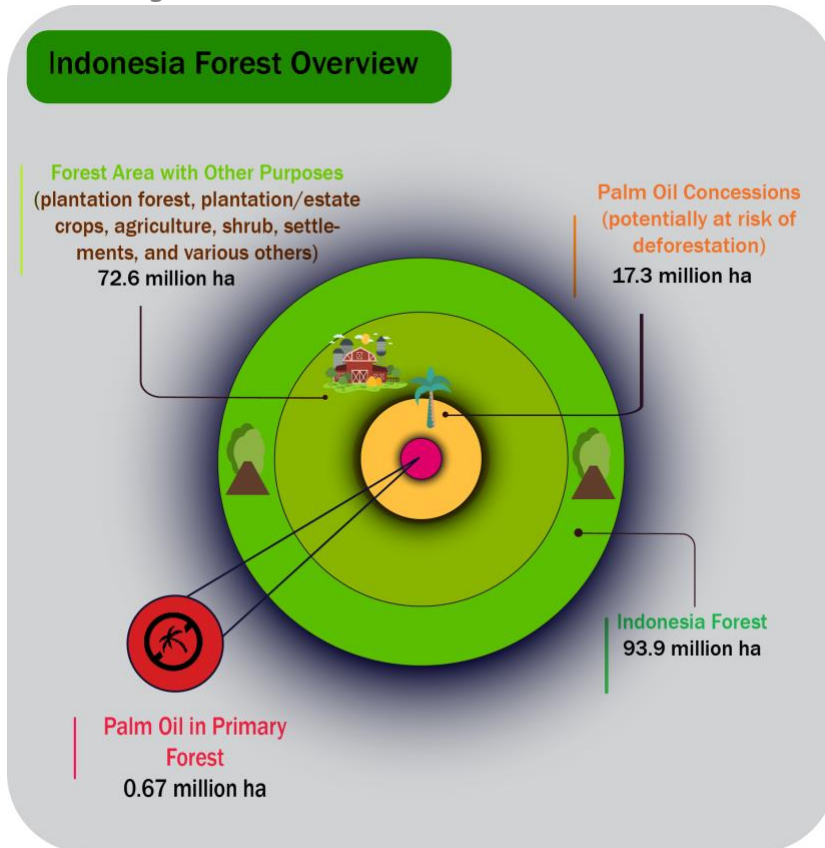 Indonesia Forest Overview
Forest Area with Other Purposes
(plantation forest, plantation/estate
crops, agriculture, shrub, settle-
ments, and various others)
72.6 million ha
Palm Oil Concessions
(potentially at risk of
deforestation)
17.3 million ha
Indonesia Forest
93.9 million ha
Palm Oil in Primary
Forest
0.67 million ha